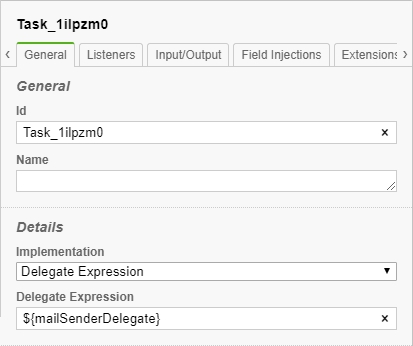 Task_1ilpzm0
General Listeners Input/Output Field Injections Extensions
General
Id
Task_1ilpzm0
Name
Details
Implementation
Delegate Expression
Delegate Expression
${mailSenderDelegate}